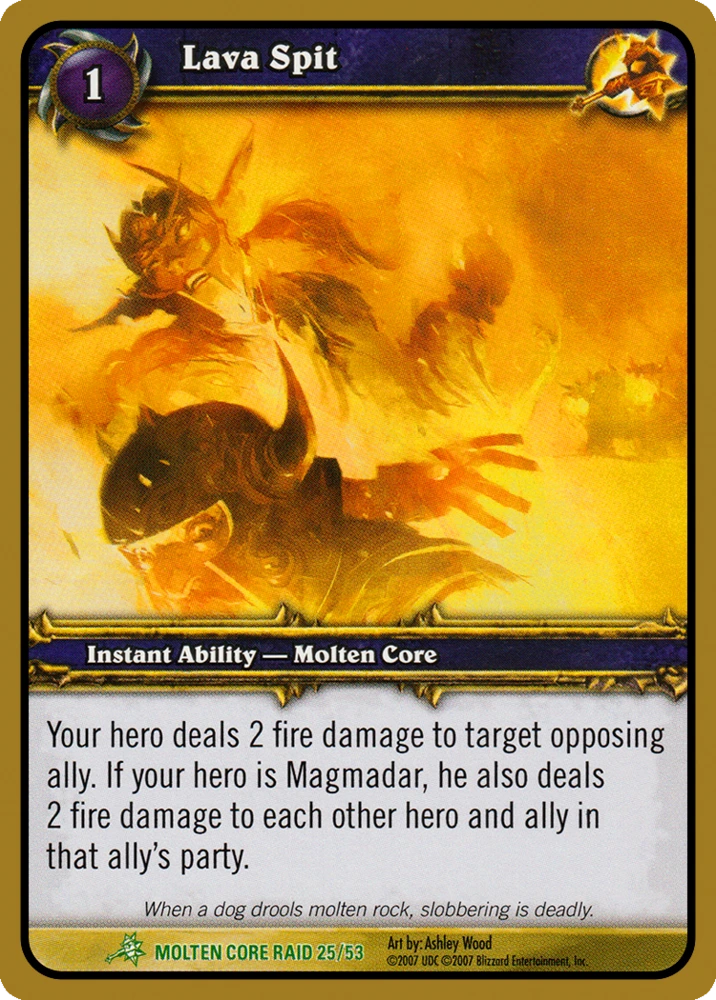 1
Lava Spit
Instant Ability — Molten Core
Your hero deals 2 fire damage to target opposing
ally. If your hero is Magmadar, he also deals
2 fire damage to each other hero and ally in
that ally's party.
When a dog drools molten rock, slobbering is deadly.
MOLTEN CORE RAID 25/53
Art by: Ashley Wood
©2007 UDC ©2007 Blizzard Entertainment, Inc.